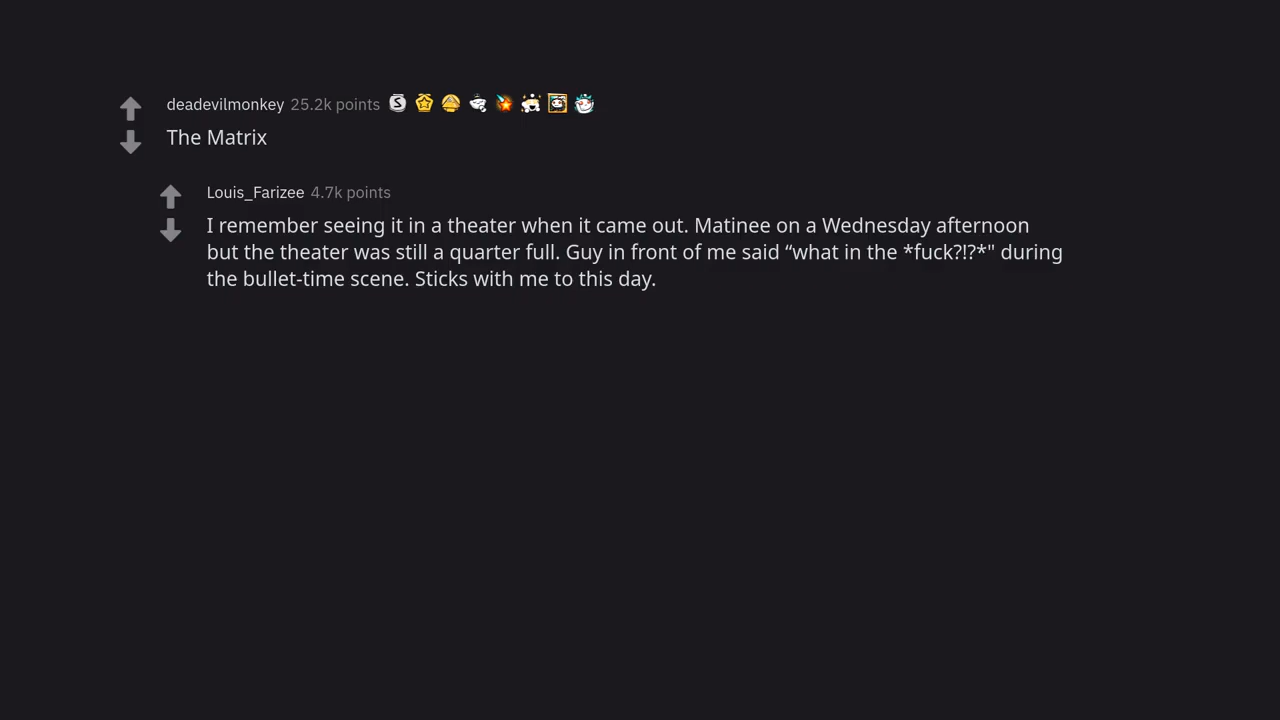 deadevilmonkey 25.2k points
The Matrix
Louis_Farizee 4.7k points
I remember seeing it in a theater when it came out. Matinee on a Wednesday afternoon
but the theater was still a quarter full. Guy in front of me said “what in the *fuck?!?*" during
the bullet-time scene. Sticks with me to this day.